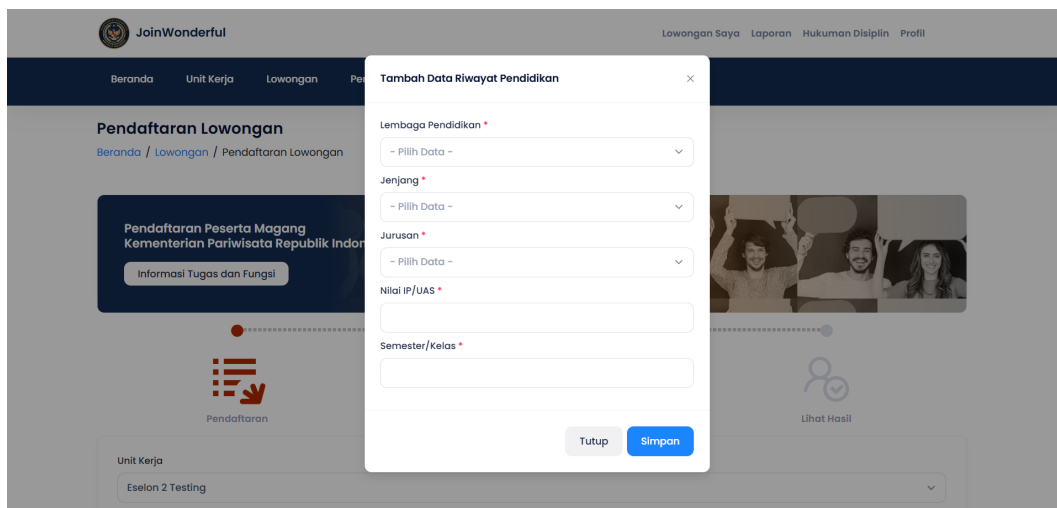 JoinWonderful
Lowongan Saya Laporan Hukuman Disiplin Profil
Beranda Unit Kerja Lowongan
Pendaftaran Lowongan
Beranda / Lowongan / Pendaftaran Lowongan
Pendaftaran Peserta Magang
Kementerian Pariwisata Republik Indon
Informasi Tugas dan Fungsi
Tambah Data Riwayat Pendidikan
Lembaga Pendidikan *
- Pilih Data -
Jenjang *
- Pilih Data -
Jurusan *
- Pilih Data -
Nilai IP/UAS *
Semester/Kelas *
Tutup Simpan
Pendaftaran
Lihat Hasil
Unit Kerja
Eselon 2 Testing